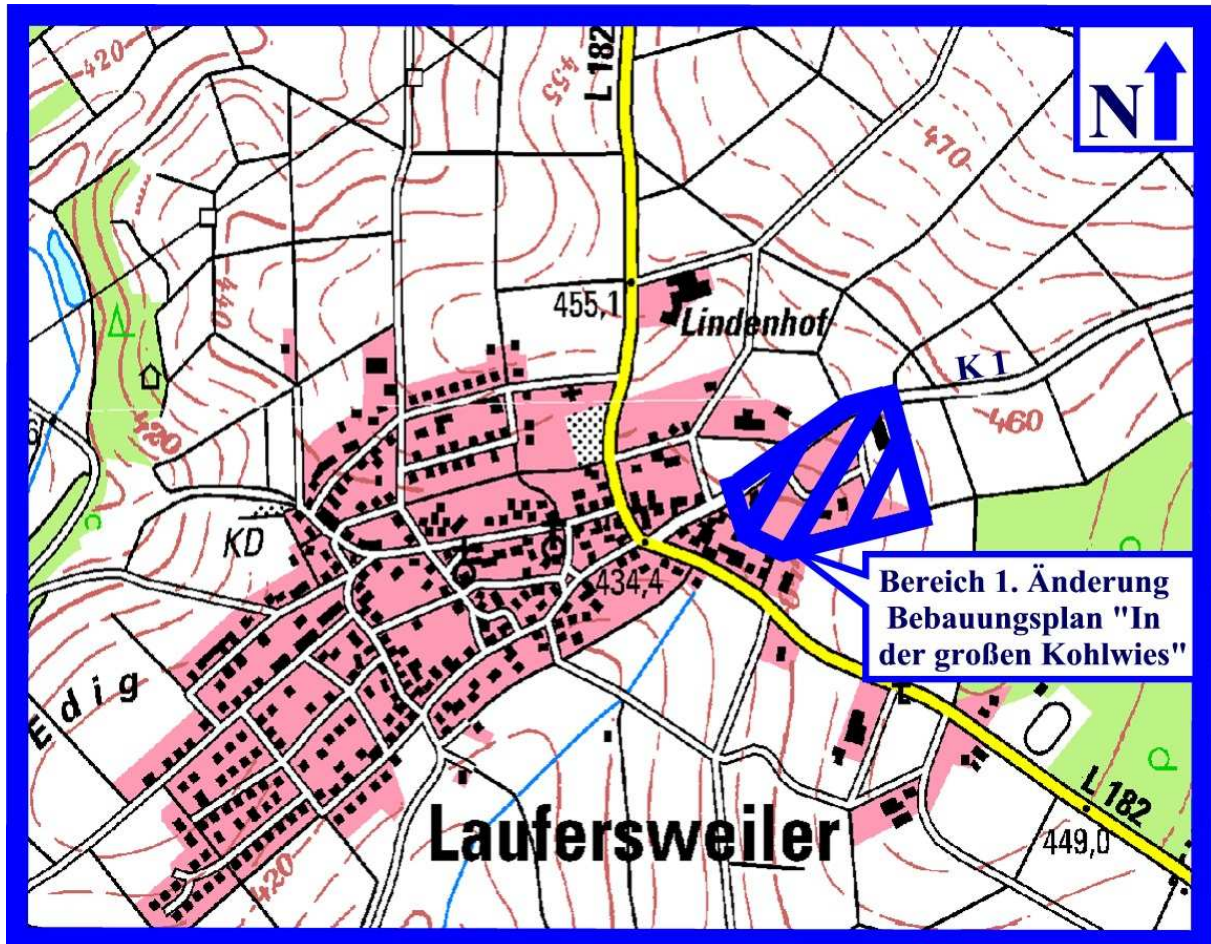 420
455
L 182
N
470
440
455,1
Lindenhof
K 1
460
420
KD
434,4
Bereich 1. Änderung
Bebauungsplan "In
der großen Kohlwies"
Edig
L 182
Laufersweiler
449,0
420